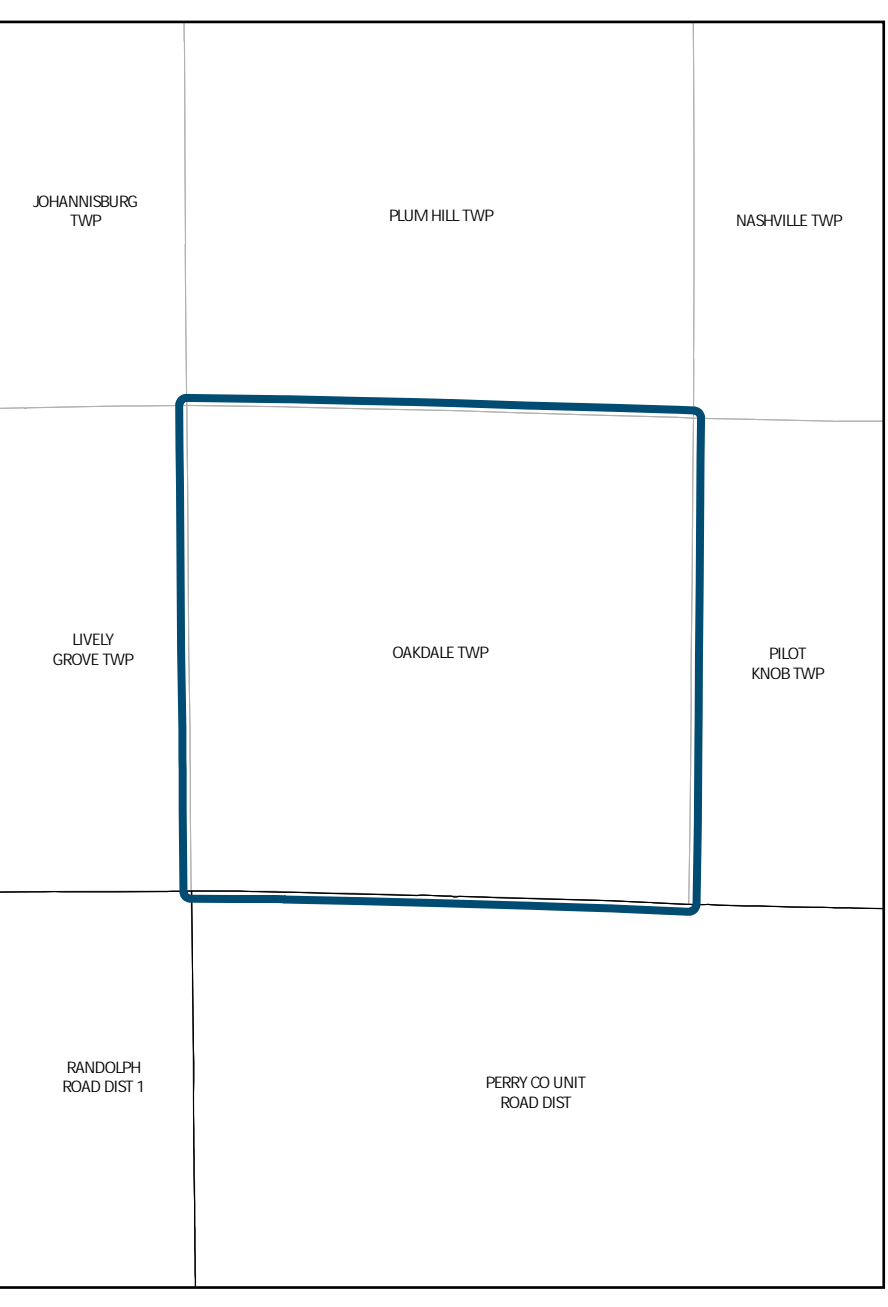 JOHANNISBURG
TWP
PLUM HILL TWP
NASHVILLE TWP
LIVELY
GROVE TWP
OAKDALE TWP
PILOT
KNOB TWP
RANDOLPH
ROAD DIST 1
PERRY CO UNIT
ROAD DIST